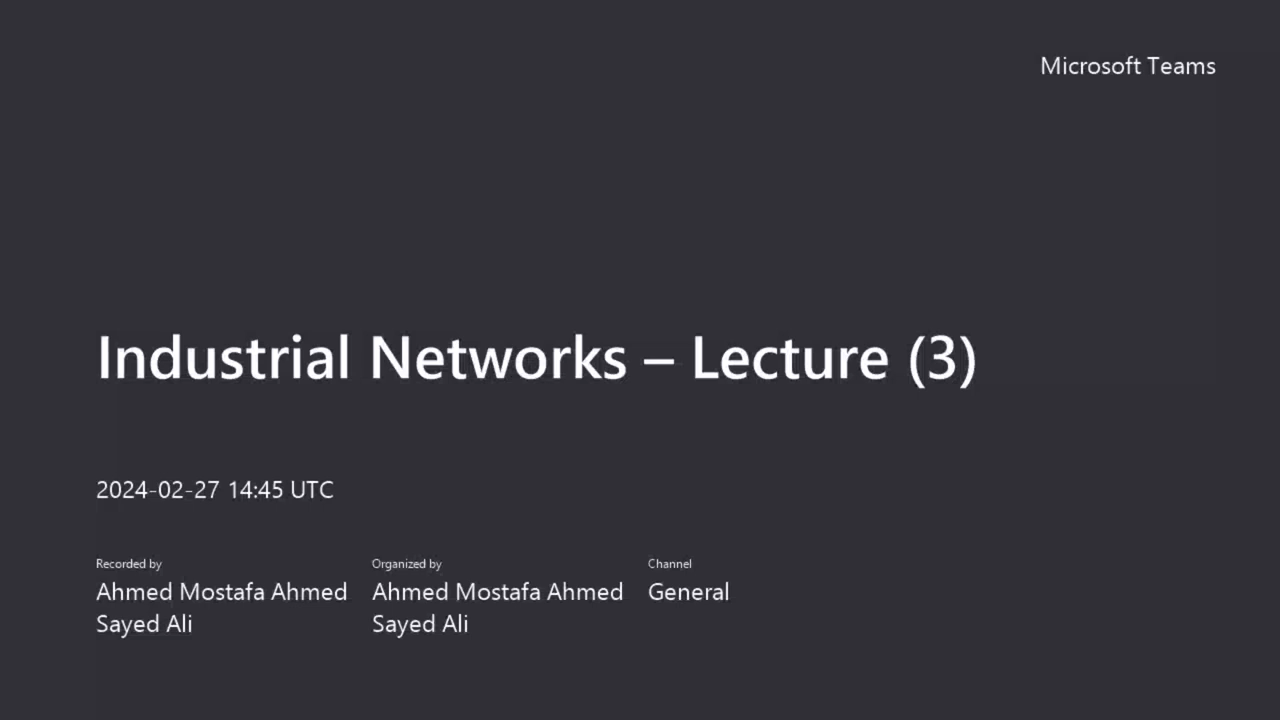 Microsoft Teams
Industrial Networks – Lecture (3)
2024-02-27 14:45 UTC
Recorded by
Ahmed Mostafa Ahmed
Sayed Ali
Organized by
Ahmed Mostafa Ahmed
Sayed Ali
Channel
General